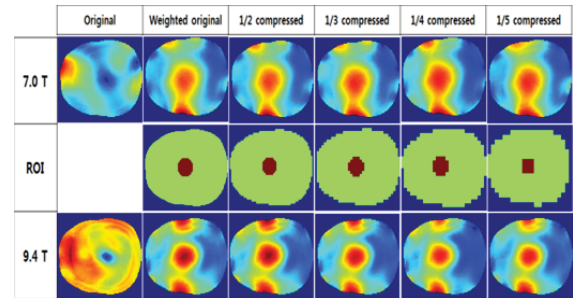 Original Weighted original 1/2 compressed 1/3 compressed 1/4 compressed 1/5 compressed
7.0 T
ROI
9.4 T